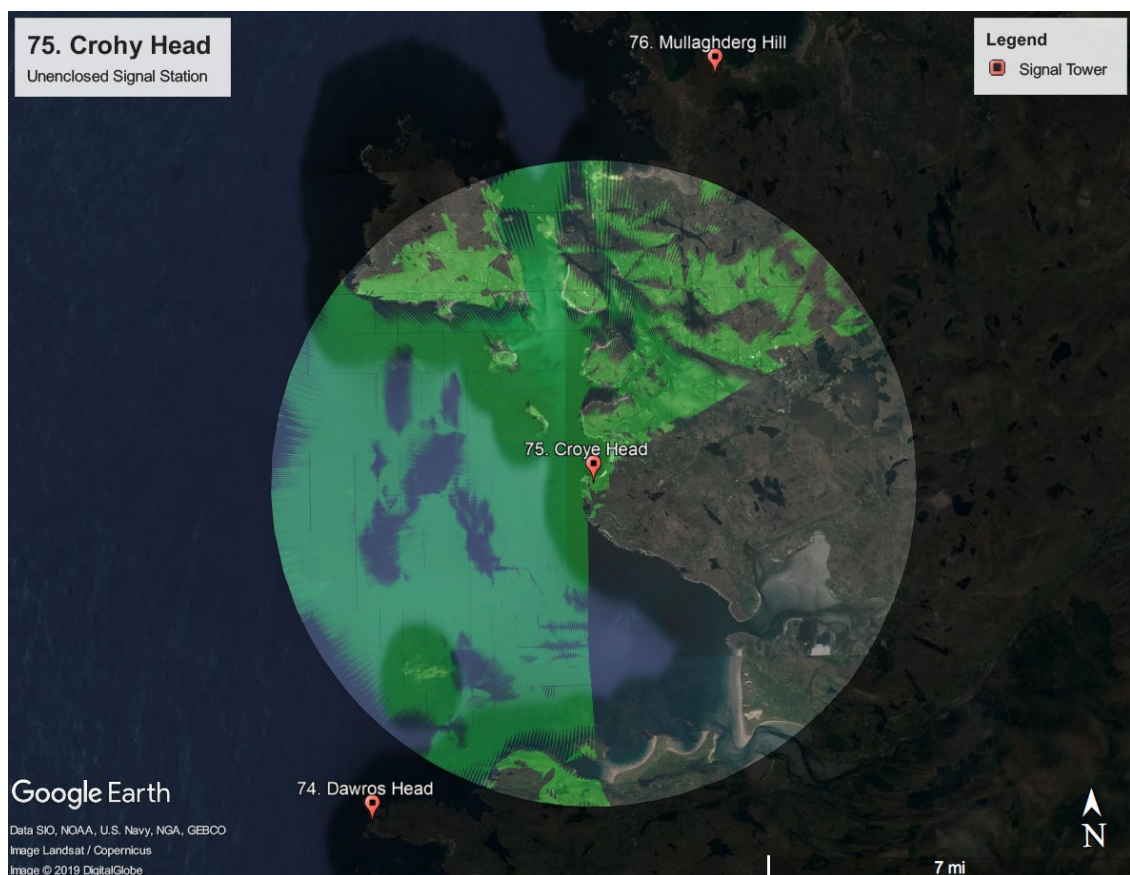 75. Crohy Head
Unenclosed Signal Station
76. Mullaghderg Hill
Legend
Signal Tower
75. Croye Head
74. Dawros Head
Google Earth
Data SIO, NOAA, U.S. Navy, NGA, GEBCO
Image Landsat / Copernicus
Image © 2019 DigitalGlobe
N
7 mi